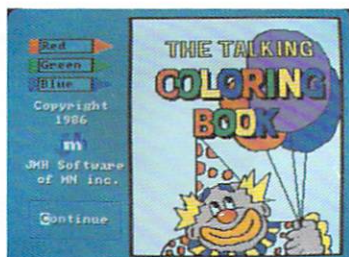 Red
Green
Blue
Copyright
1986
JMH Software
of MN inc.
Continue
THE TALKING
COLORING
BOOK